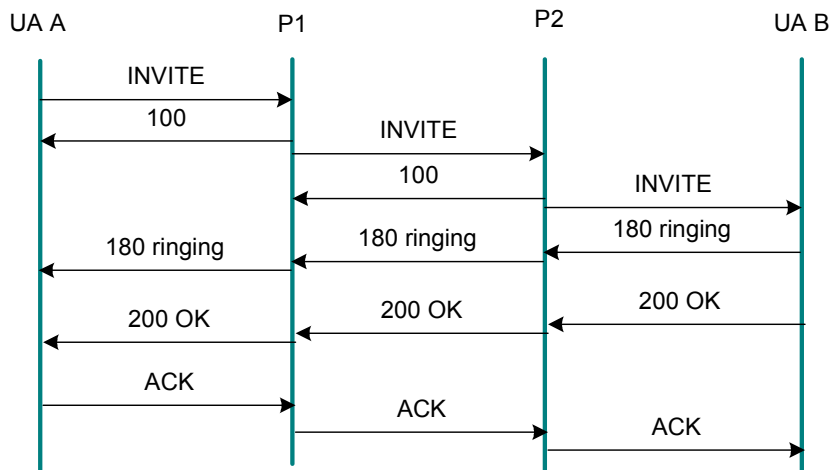 UA A
P1
P2
UA B
INVITE
100
INVITE
100
INVITE
180 ringing
180 ringing
180 ringing
200 OK
200 OK
200 OK
ACK
ACK
ACK